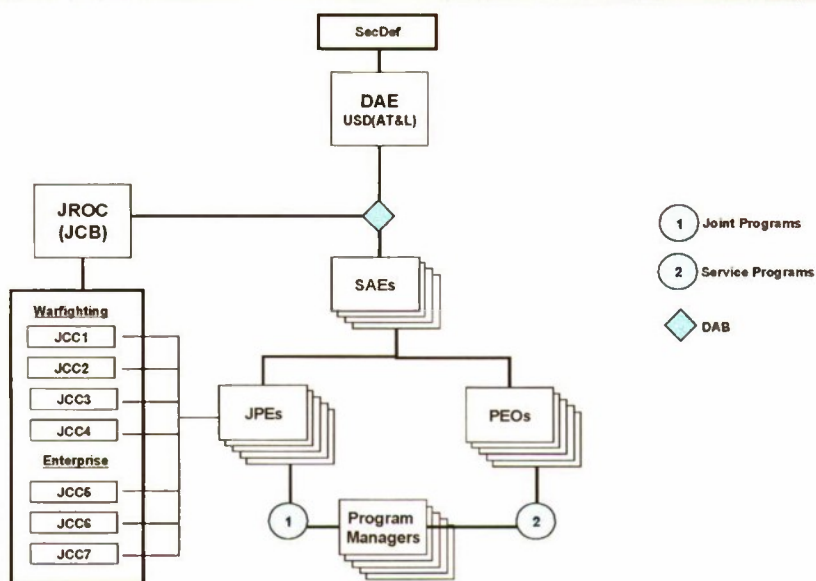 SecDef
DAE
USD(AT&L)
JROC
(JCB)
1 Joint Programs
2 Service Programs
DAB
SAEs
Warfighting
JCC1
JCC2
JCC3
JCC4
Enterprise
JCC5
JCC6
JCC7
JPEs
PEOs
1
Program
Managers
2